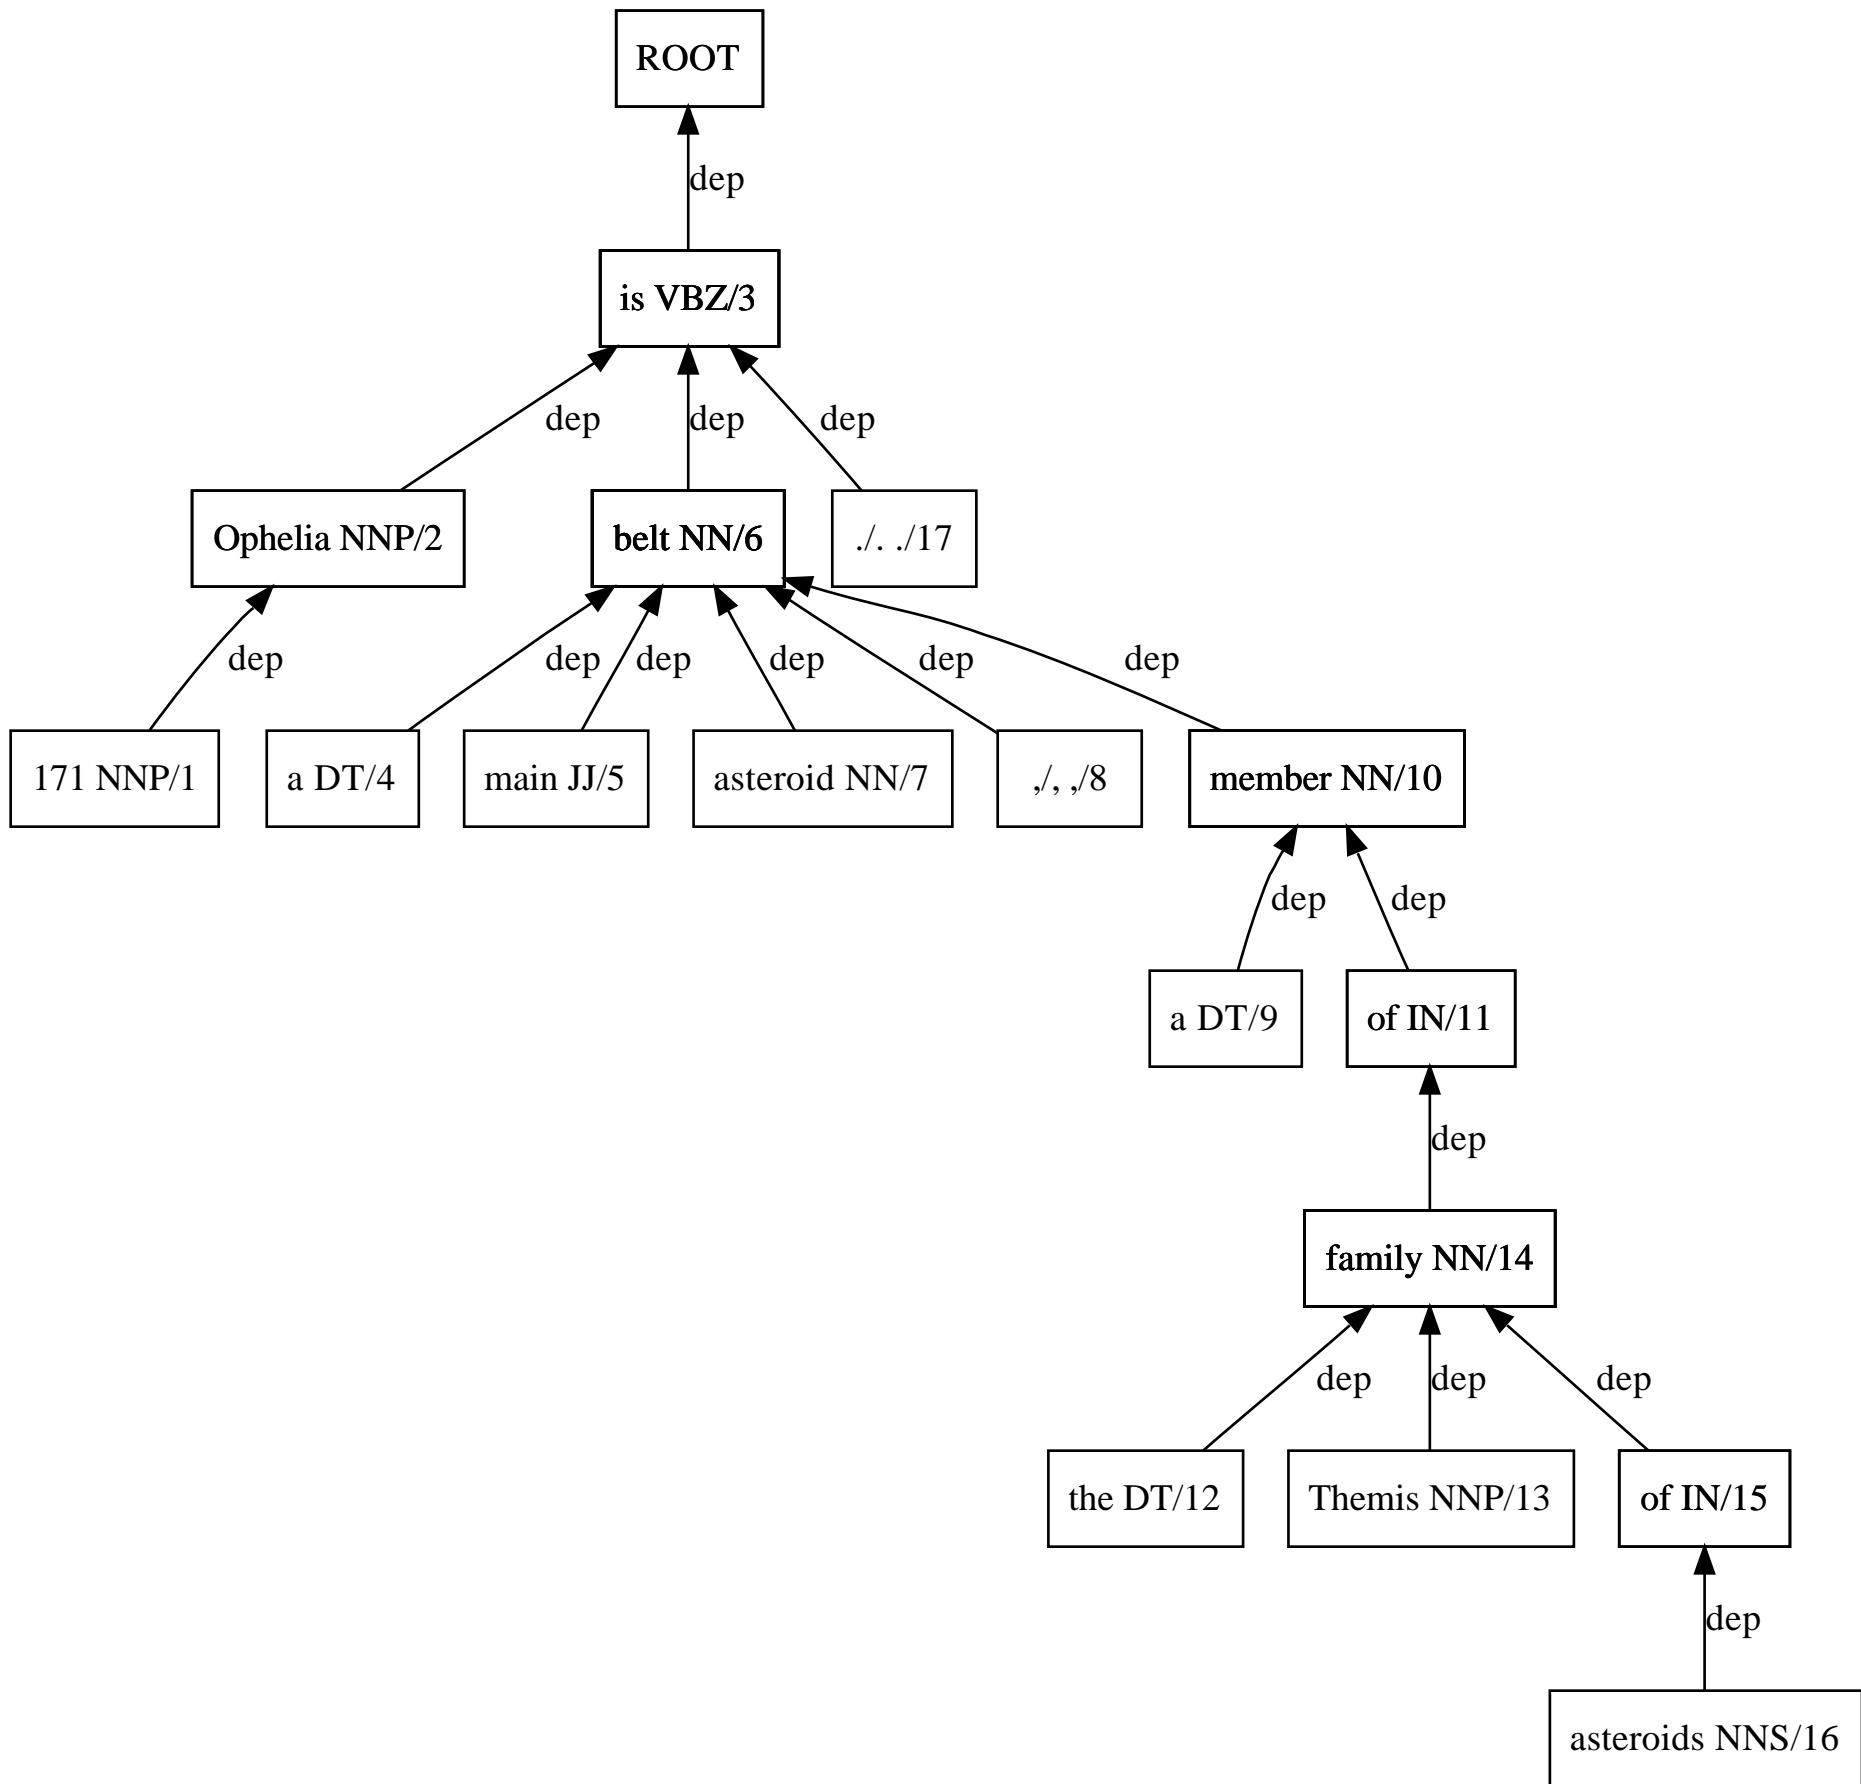 ROOT
dep
is VBZ/3
dep dep dep
Ophelia NNP/2 belt NN/6 ./. ./17
dep dep dep dep dep dep
171 NNP/1 a DT/4 main JJ/5 asteroid NN/7 ,/, ,/8 member NN/10
dep dep
a DT/9 of IN/11
dep
family NN/14
dep dep dep
the DT/12 Themis NNP/13 of IN/15
dep
asteroids NNS/16